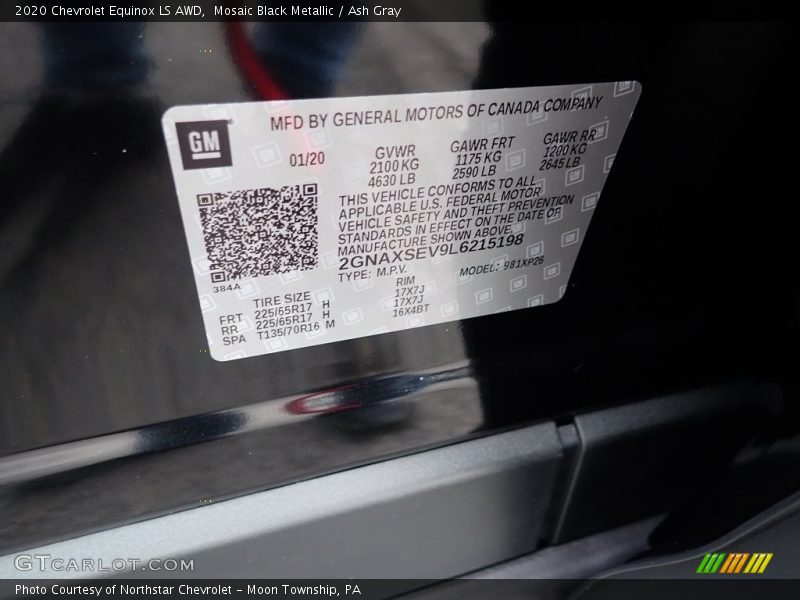 2020 Chevrolet Equinox LS AWD, Mosaic Black Metallic / Ash Gray
GM
MFD BY GENERAL MOTORS OF CANADA COMPANY
01/20
GVWR
2100 KG
4630 LB
GAWR FRT
1175 KG
2590 LB
GAWR RR
1200 KG
2645 LB
THIS VEHICLE CONFORMS TO ALL
APPLICABLE U.S. FEDERAL MOTOR
VEHICLE SAFETY AND THEFT PREVENTION
STANDARDS IN EFFECT ON THE DATE OF
MANUFACTURE SHOWN ABOVE.
2GNAXSEV9L6215198
TYPE: M.P.V. MODEL: 981XP26
384A
TIRE SIZE RIM
FRT 225/65R17 H 17X7J
RR 225/65R17 H 17X7J
SPA T135/70R16 M 16X4BT
GTCARLOT.COM
Photo Courtesy of Northstar Chevrolet - Moon Township, PA